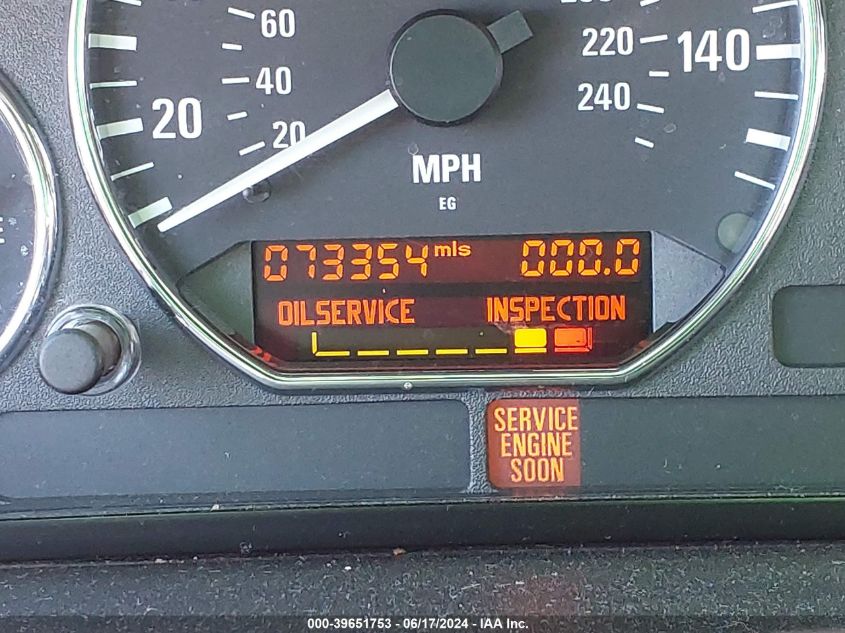 60
220
140
40
20
240
20
MPH
EG
073354 mls 000.0
OILSERVICE INSPECTION
SERVICE
ENGINE
SOON
000-39651753 - 06/17/2024 - IAA Inc.